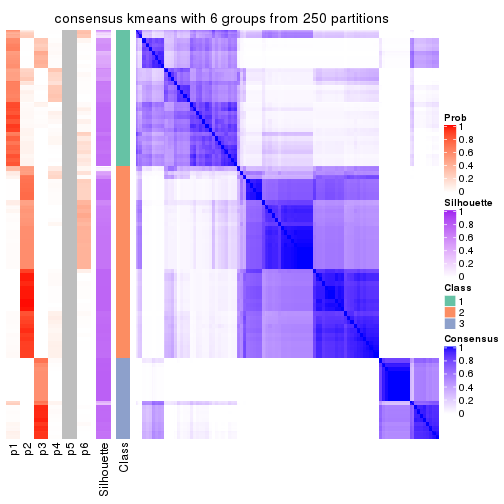 consensus kmeans with 6 groups from 250 partitions
Prob
1
0.8
0.6
0.4
0.2
0
Silhouette
1
0.8
0.6
0.4
0.2
0
Class
1
2
3
Consensus
1
0.8
0.6
0.4
0.2
0
p1
p2
p3
p4
p5
p6
Silhouette
Class